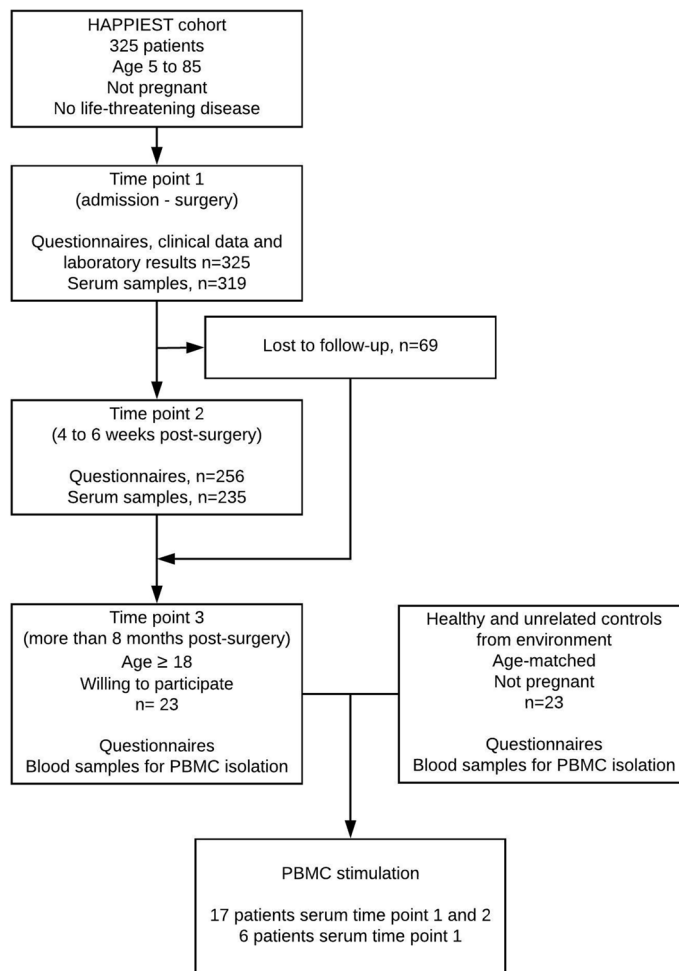 HAPPIEST cohort
325 patients
Age 5 to 85
Not pregnant
No life-threatening disease
Time point 1
(admission - surgery)
Questionnaires, clinical data and
laboratory results n=325
Serum samples, n=319
Lost to follow-up, n=69
Time point 2
(4 to 6 weeks post-surgery)
Questionnaires, n=256
Serum samples, n=235
Time point 3
(more than 8 months post-surgery)
Age ≥ 18
Willing to participate
n= 23
Questionnaires
Blood samples for PBMC isolation
Healthy and unrelated controls
from environment
Age-matched
Not pregnant
n=23
Questionnaires
Blood samples for PBMC isolation
PBMC stimulation
17 patients serum time point 1 and 2
6 patients serum time point 1